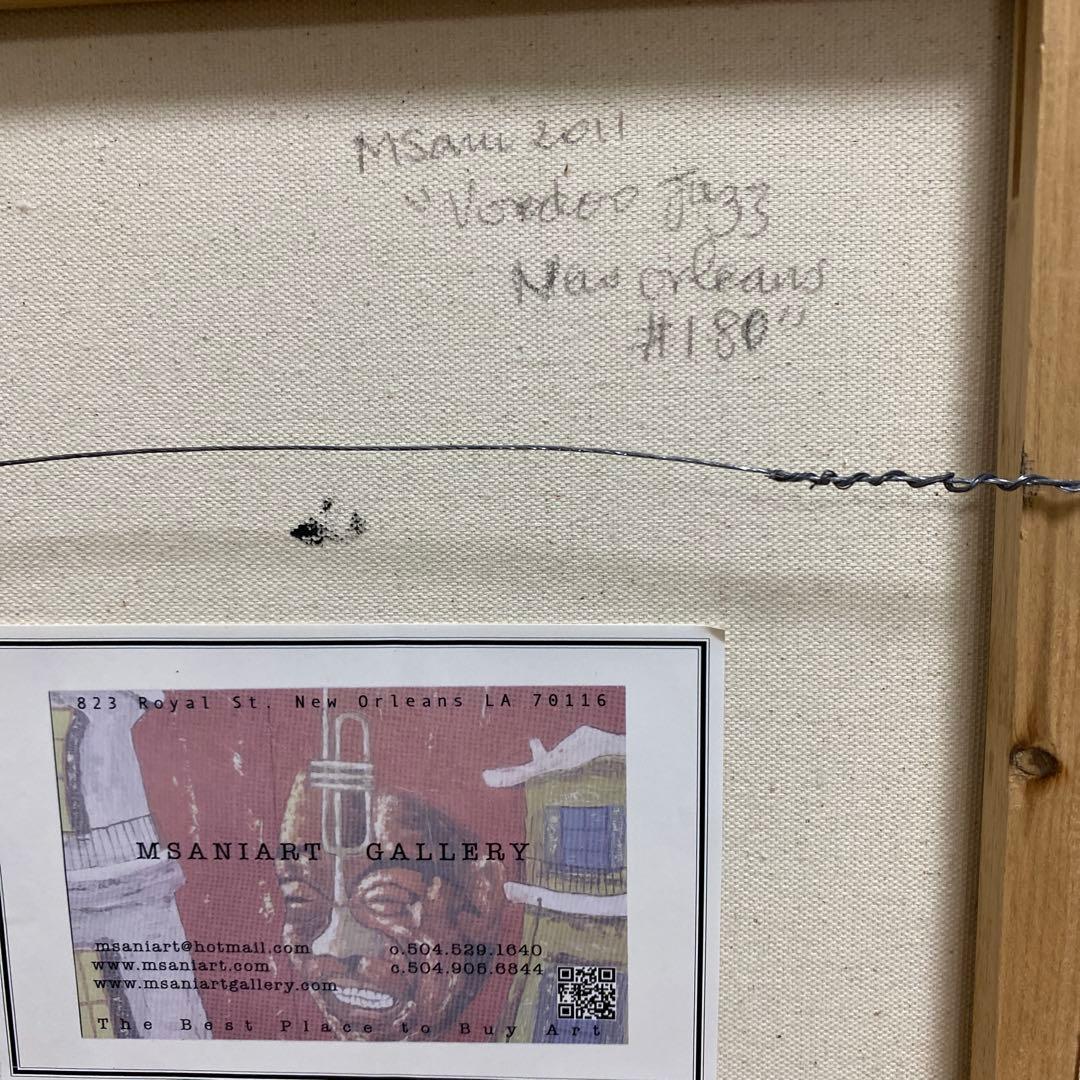 MSani 2011
"Voodoo Jazz
New Orleans
#180"
823 Royal St. New Orleans LA 70116
MSANIART GALLERY
msaniart@hotmail.com
www.msaniart.com
www.msaniartgallery.com
o.504.529.1640
c.504.905.6844
The Best Place to Buy Art